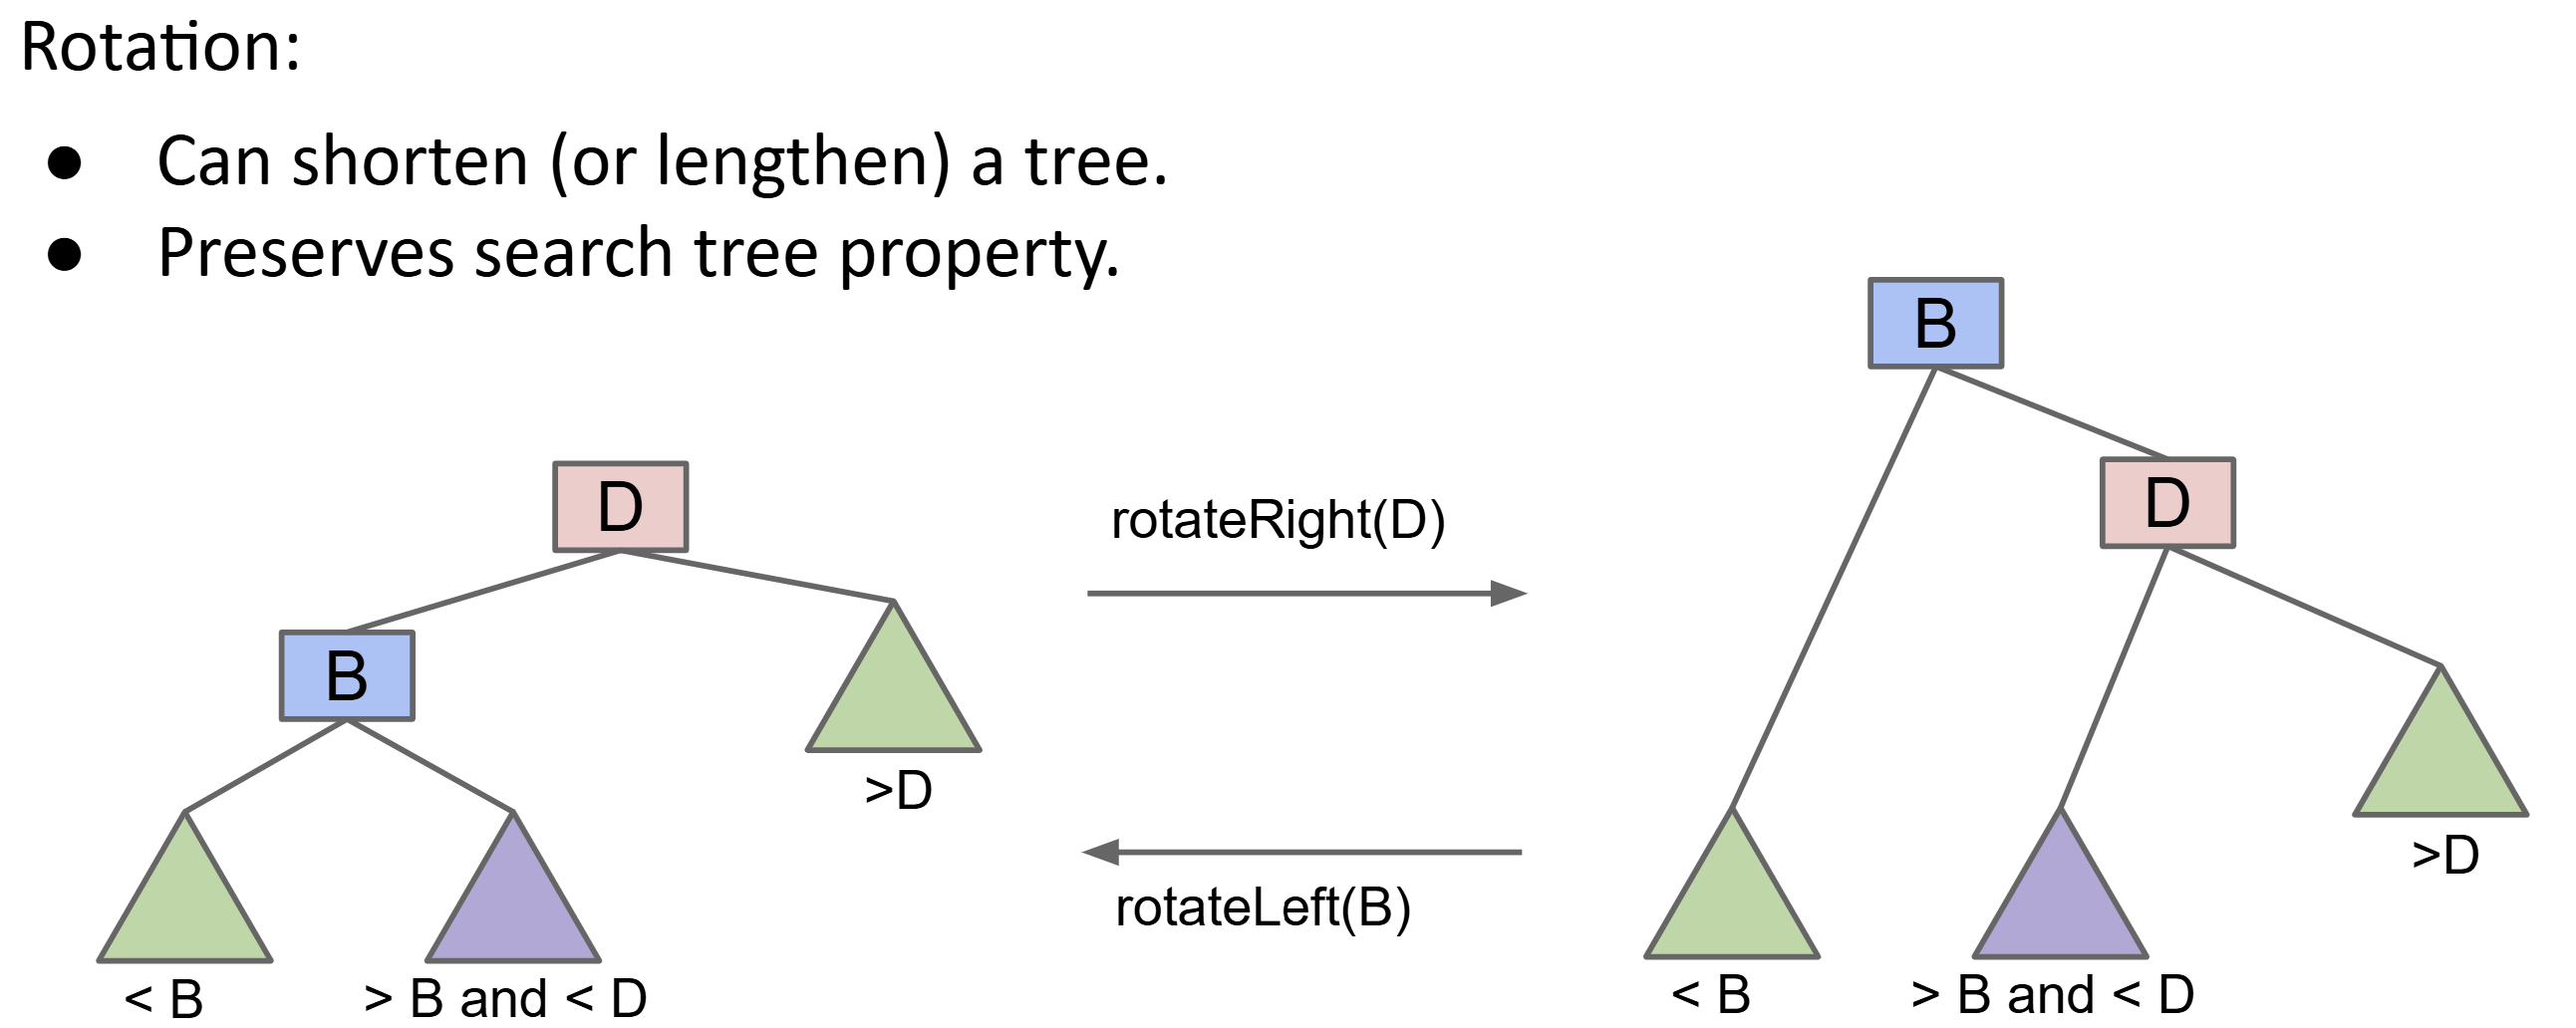 Rotation:
● Can shorten (or lengthen) a tree.
● Preserves search tree property.
B
D
D
rotateRight(D)
B
>D
>D
rotateLeft(B)
< B
> B and < D
< B
> B and < D